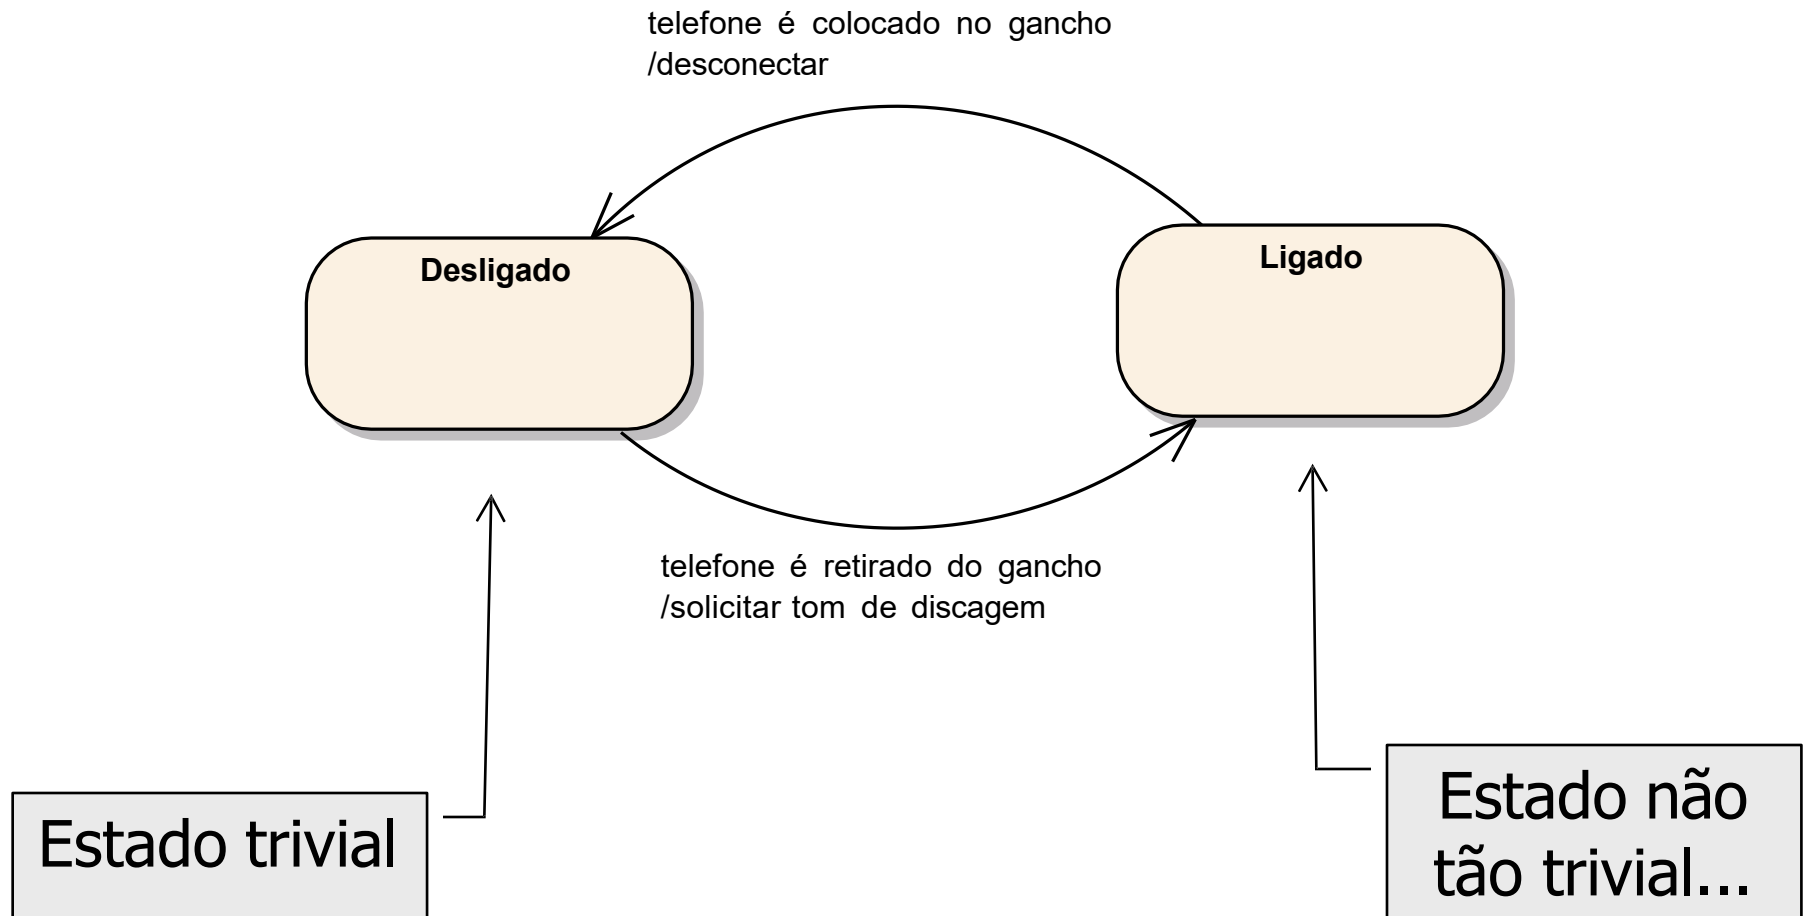 telefone é colocado no gancho
/desconectar
Desligado
Ligado
telefone é retirado do gancho
/solicitar tom de discagem
Estado trivial
Estado não
tão trivial...